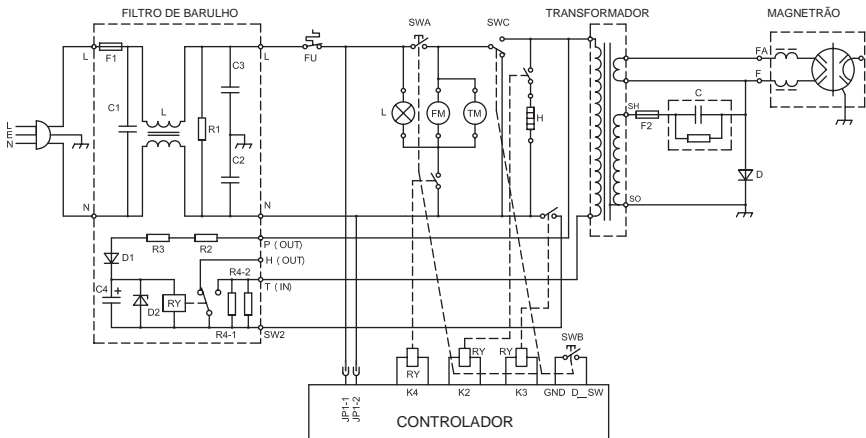 FILTRO DE BARULHO
SWA
SWC
TRANSFORMADOR
MAGNETRÃO
L
F1
L
FU
FA
F
C3
C1
L
R1
L
FM
TM
H
C
SH
F2
L
E
N
C2
D
N
N
SO
P ( OUT)
R3
R2
H ( OUT)
D1
R4-2
T ( IN)
C4
+
D2
RY
R4-1
SW2
SWB
RY
RY
RY
K4
K2
K3
GND
D__SW
JP1-1
JP1-2
CONTROLADOR